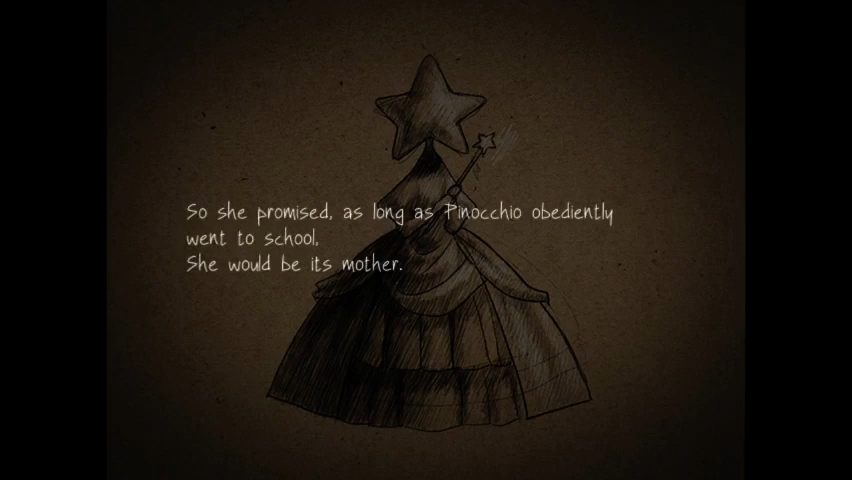 So she promised, as long as Pinocchio obediently
went to school,
She would be its mother.